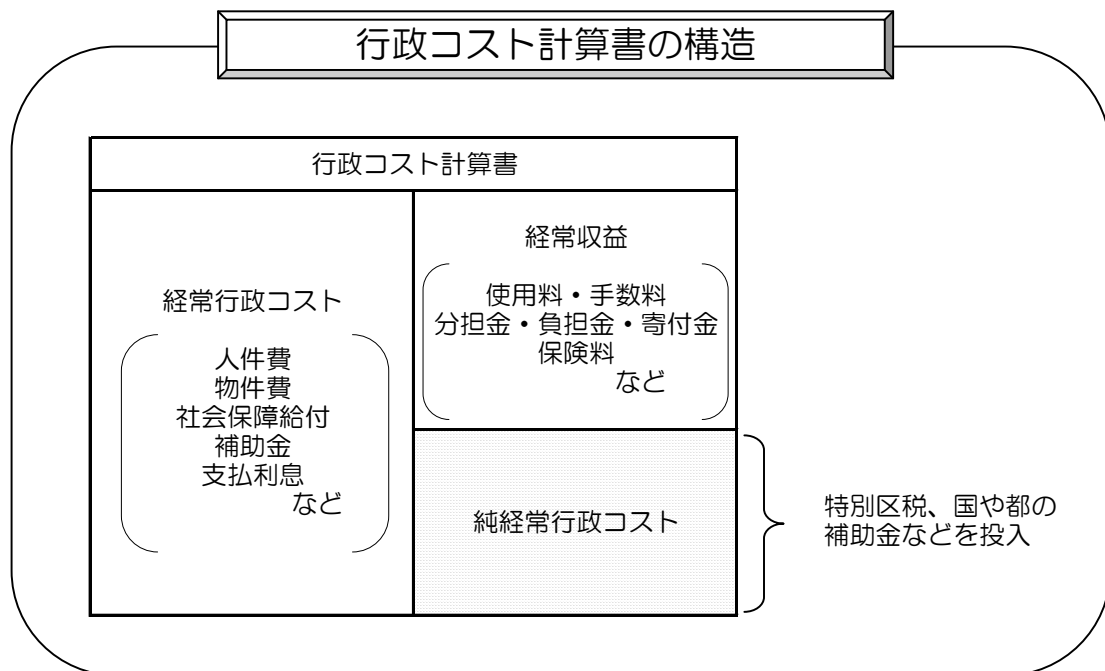 行政コスト計算書の構造
行政コスト計算書
経常行政コスト
人件費
物件費
社会保障給付
補助金
支払利息
など
経常収益
使用料・手数料
分担金・負担金・寄付金
保険料
など
純経常行政コスト
特別区税、国や都の
補助金などを投入